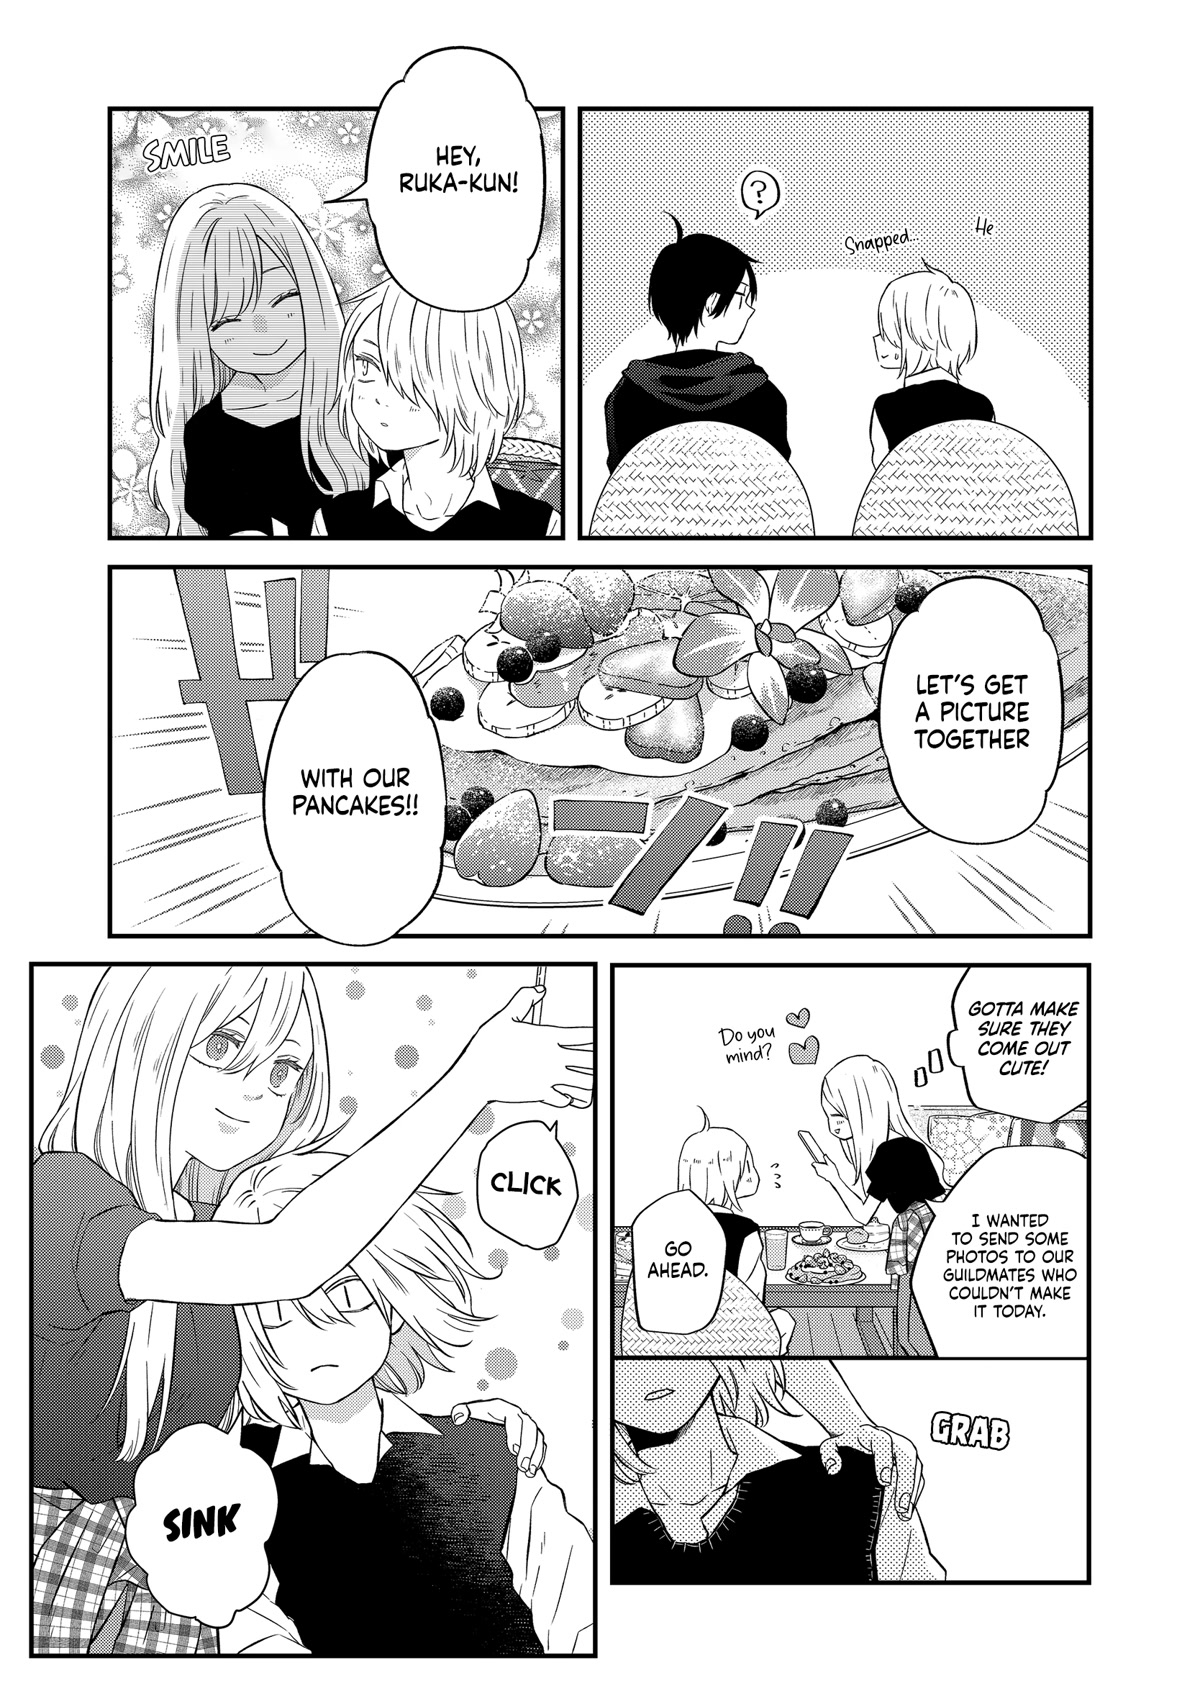 ?
He
Snapped...
HEY,
RUKA-KUN!
SMILE
LET'S GET
A PICTURE
TOGETHER
WITH OUR
PANCAKES!!
GOTTA MAKE
SURE THEY
COME OUT
CUTE!
Do you
mind?
I WANTED
TO SEND SOME
PHOTOS TO OUR
GUILDMATES WHO
COULDN'T MAKE
IT TODAY.
GO
AHEAD.
GRAB
CLICK
SINK